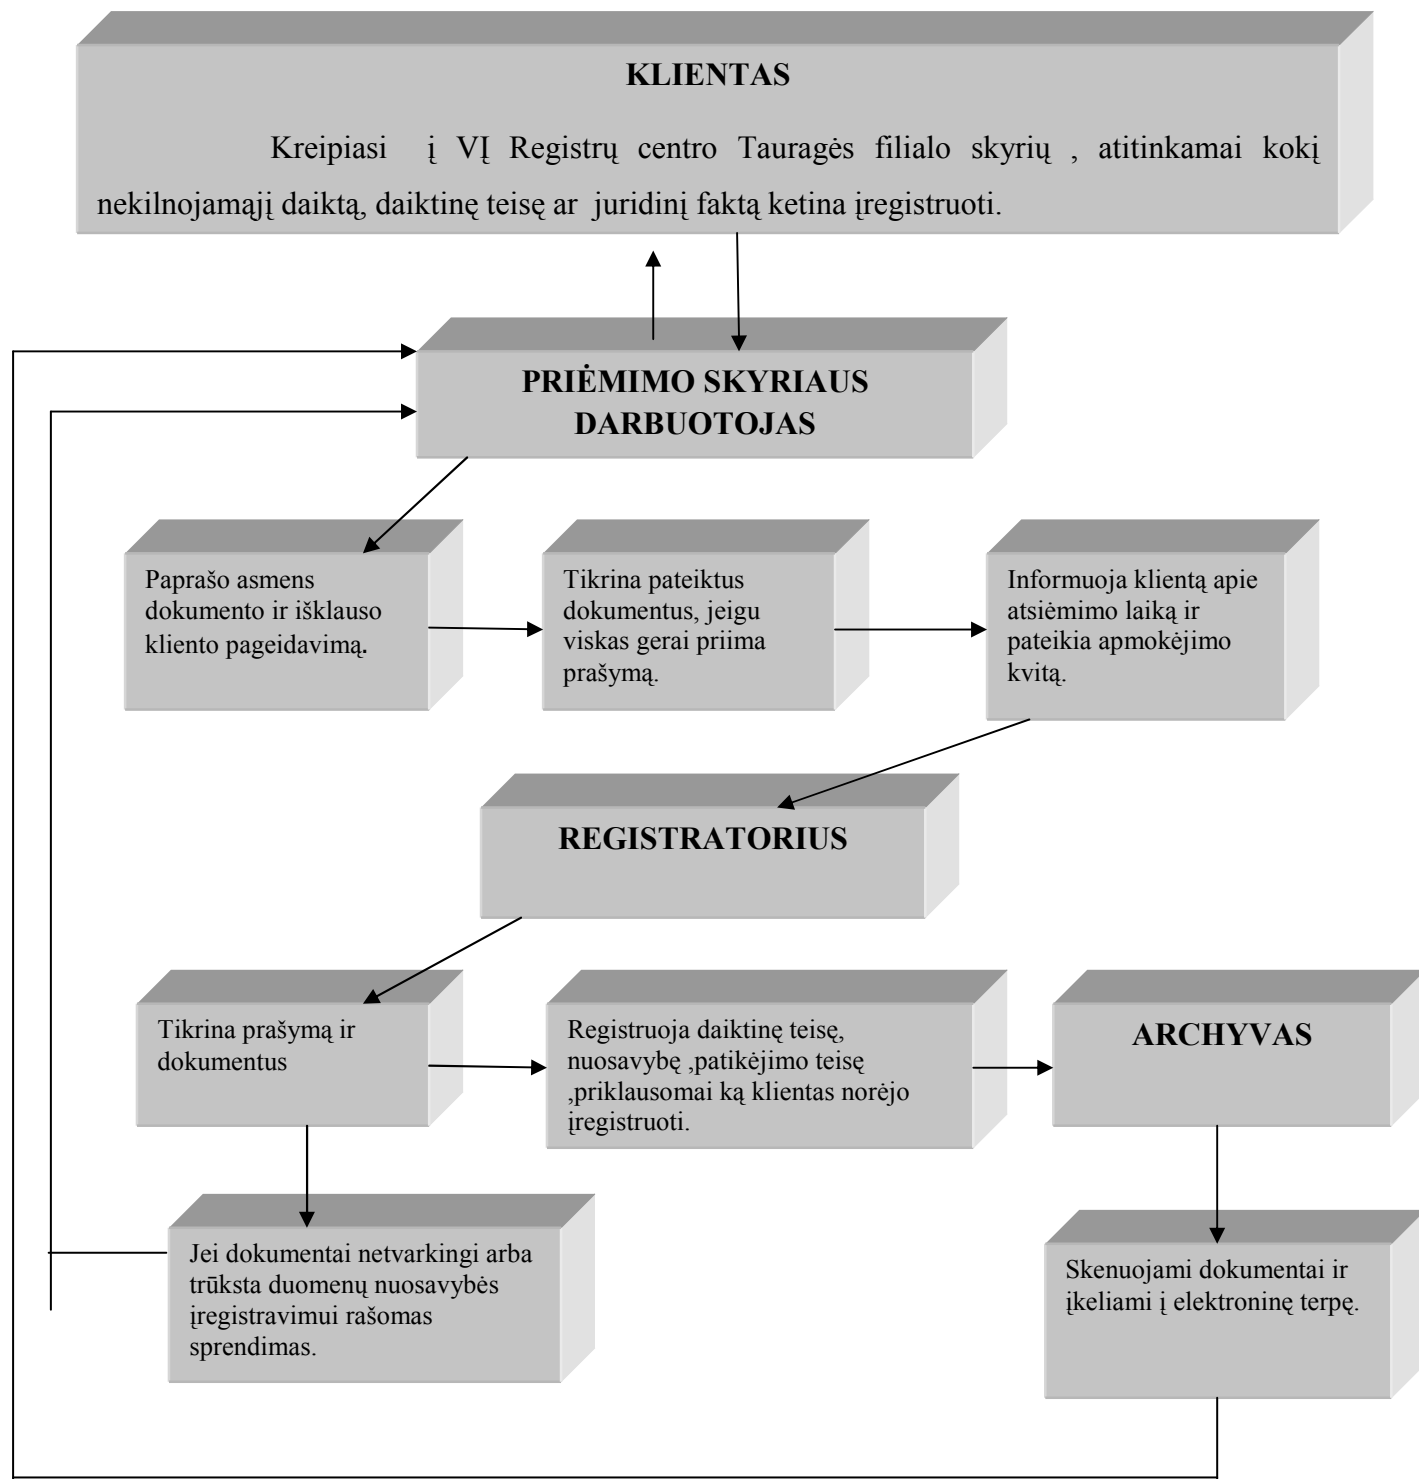 KLIENTAS
Kreipiasi į VĮ Registrų centro Tauragės filialo skyrių , atitinkamai kokį
nekilnojamąjį daiktą, daiktinę teisę ar juridinį faktą ketina įregistruoti.
PRIĖMIMO SKYRIAUS
DARBUOTOJAS
Paprašo asmens
dokumento ir išklauso
kliento pageidavimą.
Tikrina pateiktus
dokumentus, jeigu
viskas gerai priima
prašymą.
Informuoja klientą apie
atsiėmimo laiką ir
pateikia apmokėjimo
kvitą.
REGISTRATORIUS
Tikrina prašymą ir
dokumentus
Registruoja daiktinę teisę,
nuosavybę ,patikėjimo teisę
,priklausomai ką klientas norėjo
įregistruoti.
ARCHYVAS
Jei dokumentai netvarkingi arba
trūksta duomenų nuosavybės
įregistravimui rašomas
sprendimas.
Skenuojami dokumentai ir
įkeliami į elektroninę terpę.